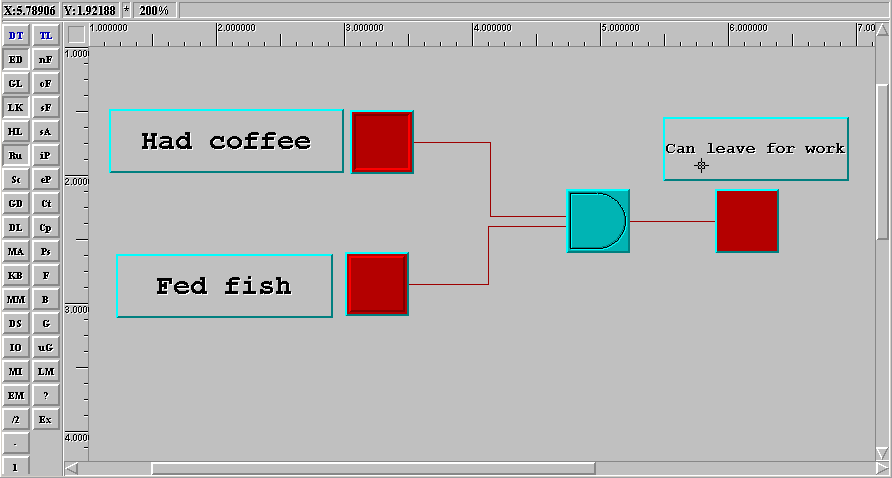 X:5.78906 Y:1.92188 * 200%
1.000000 2.000000 3.000000 4.000000 5.000000 6.000000 7.00
DT TL
ED nF
GL oF
LK sF
HL sA
Ru iP
Sc eP
GD Ct
DL Cp
MA Ps
KB F
MM B
DS G
IO uG
MI LM
EM ?
/2 Ex
-
1
1.000
2.0000
3.0000
4.0000
Had coffee
Can leave for work
Fed fish